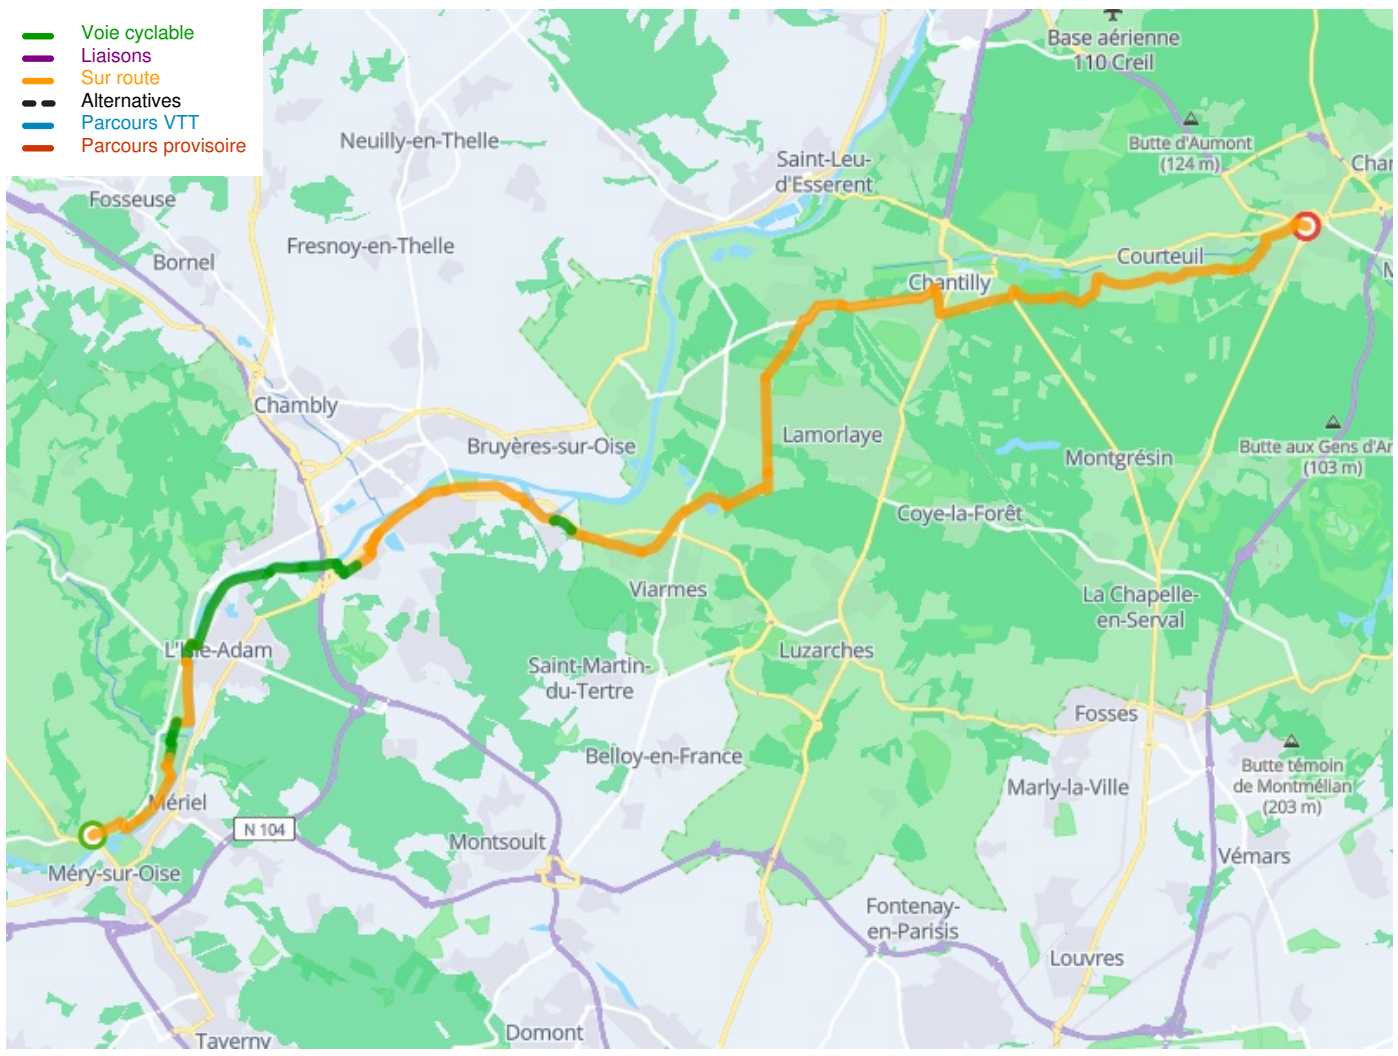 Voie cyclable
Liaisons
Sur route
Alternatives
Parcours VTT
Parcours provisoire
Base aérienne
110 Creil
Neuilly-en-Thelle
Butte d'Aumont
(124 m)
Saint-Leu-
d'Esserent
Char
Fosseuse
Fresnoy-en-Thelle
Bornel
Courteuil
Chantilly
M
Chambly
Lamorlaye
Bruyères-sur-Oise
Montgrésin
Butte aux Gens d'Ar
(103 m)
Coye-la-Forêt
Viarmes
La Chapelle-
en-Serval
L'Isle-Adam
Saint-Martin-
du-Tertre
Luzarches
Fosses
Belloy-en-France
Butte témoin
de Montmélian
(203 m)
Marly-la-Ville
Mériel
N 104
Montsoult
Vémars
Méry-sur-Oise
Fontenay-
en-Parisis
Louvres
Domont
Taverny